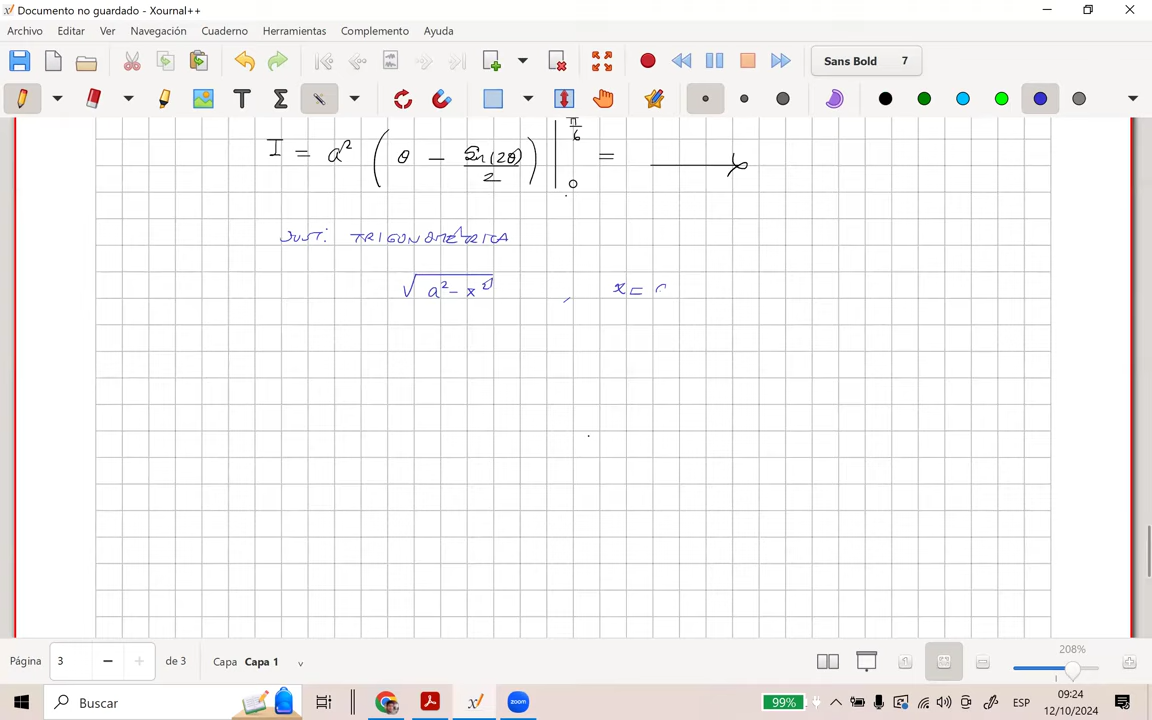 Documento no guardado - Xournal++
Archivo Editar Ver Navegación Cuaderno Herramientas Complemento Ayuda
Sans Bold 7
I = a² ( θ - Sen(2θ)/2 ) | π/6 0 =
SUST: TRIGONOMÉTRICA
√a² - x² , x =
Página 3 de 3 Capa Capa 1 208%
Buscar 99% ESP 09:24
12/10/2024